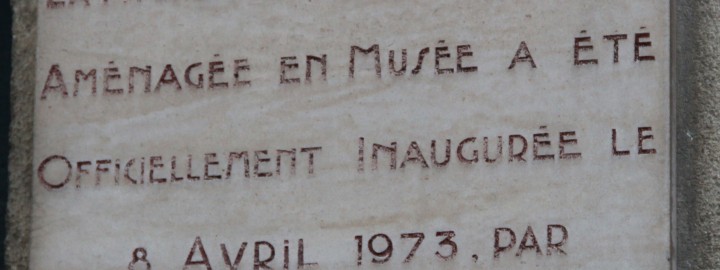 Aménagée en Musée a été
Officiellement Inaugurée le
8 Avril 1973, par